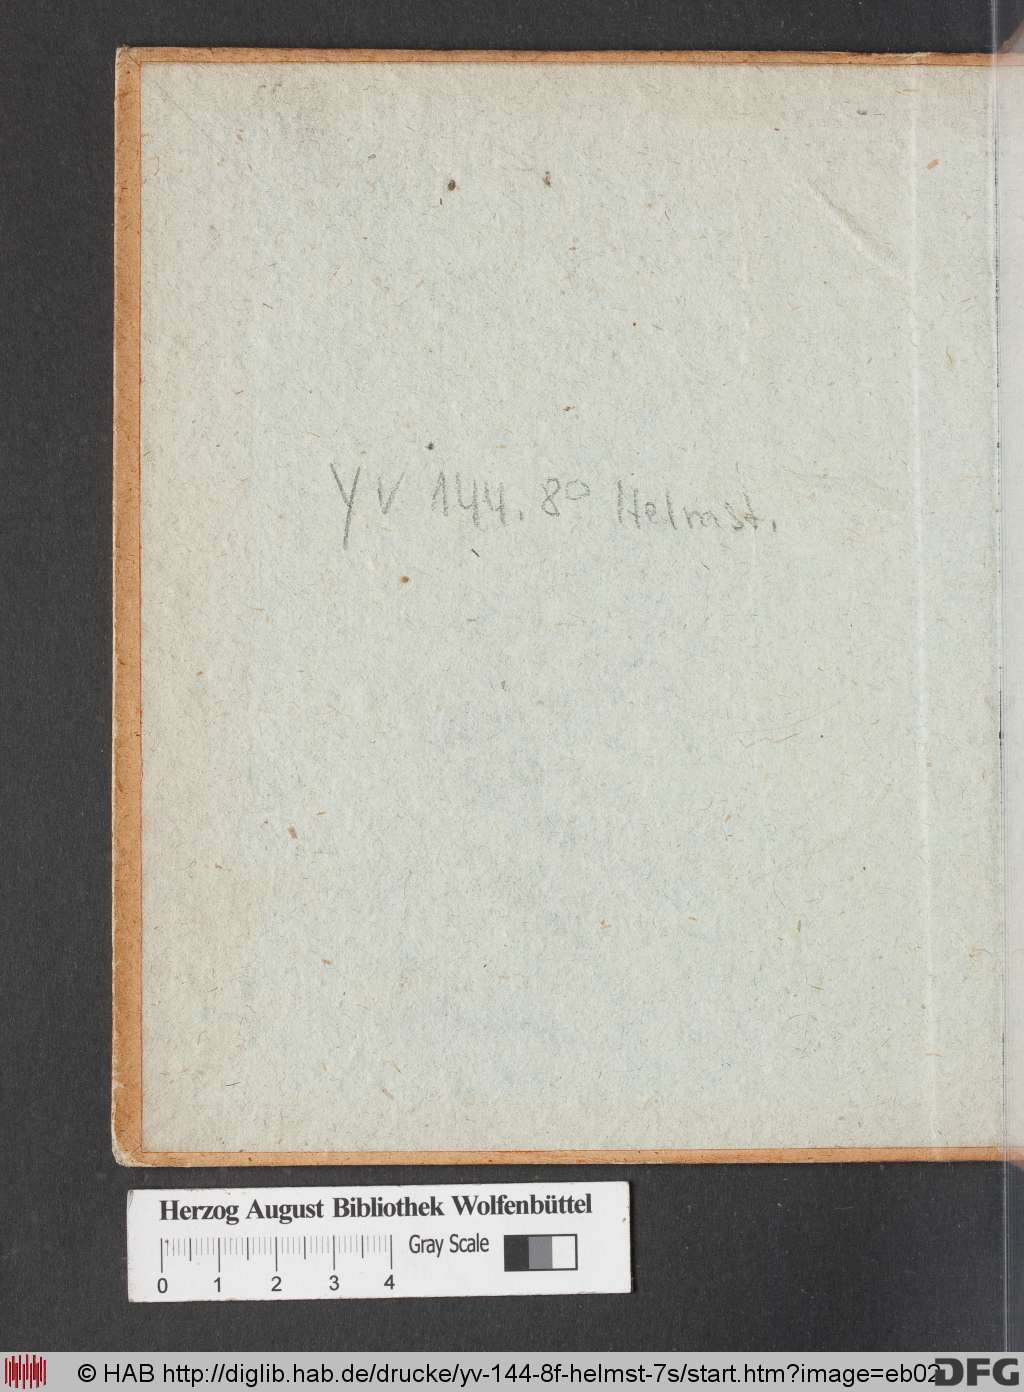 Yv 144. 8° Helmst.
Herzog August Bibliothek Wolfenbüttel
Gray Scale
0 1 2 3 4
© HAB http://diglib.hab.de/drucke/yv-144-8f-helmst-7s/start.htm?image=eb02
DFG